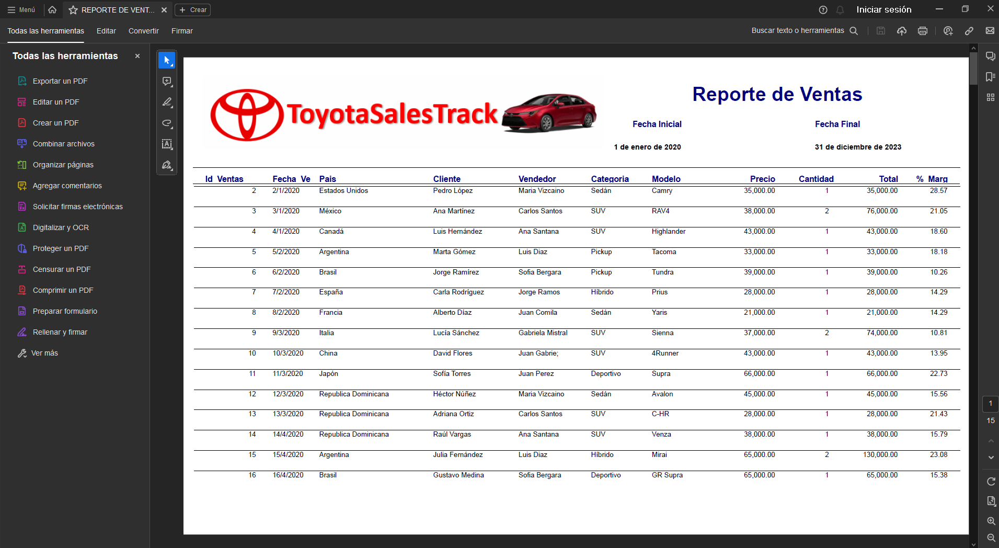 Menú REPORTE DE VENT... Crear Iniciar sesión
Todas las herramientas Editar Convertir Firmar Buscar texto o herramientas
Todas las herramientas
Exportar un PDF
Editar un PDF
Crear un PDF
Combinar archivos
Organizar páginas
Agregar comentarios
Solicitar firmas electrónicas
Digitalizar y OCR
Proteger un PDF
Censurar un PDF
Comprimir un PDF
Preparar formulario
Rellenar y firmar
Ver más
ToyotaSalesTrack
Reporte de Ventas
Fecha Inicial Fecha Final
1 de enero de 2020 31 de diciembre de 2023
Id Ventas Fecha Ve Pais Cliente Vendedor Categoria Modelo Precio Cantidad Total % Marg
2 2/1/2020 Estados Unidos Pedro López Maria Vizcaino Sedán Camry 35,000.00 1 35,000.00 28.57
3 3/1/2020 México Ana Martínez Carlos Santos SUV RAV4 38,000.00 2 76,000.00 21.05
4 4/1/2020 Canadá Luis Hernández Ana Santana SUV Highlander 43,000.00 1 43,000.00 18.60
5 5/2/2020 Argentina Marta Gómez Luis Diaz Pickup Tacoma 33,000.00 1 33,000.00 18.18
6 6/2/2020 Brasil Jorge Ramírez Sofia Bergara Pickup Tundra 39,000.00 1 39,000.00 10.26
7 7/2/2020 España Carla Rodríguez Jorge Ramos Híbrido Prius 28,000.00 1 28,000.00 14.29
8 8/2/2020 Francia Alberto Díaz Juan Comila Sedán Yaris 21,000.00 1 21,000.00 14.29
9 9/3/2020 Italia Lucía Sánchez Gabriela Mistral SUV Sienna 37,000.00 2 74,000.00 10.81
10 10/3/2020 China David Flores Juan Gabrie; SUV 4Runner 43,000.00 1 43,000.00 13.95
11 11/3/2020 Japón Sofía Torres Juan Perez Deportivo Supra 66,000.00 1 66,000.00 22.73
12 12/3/2020 Republica Dominicana Héctor Núñez Maria Vizcaino Sedán Avalon 45,000.00 1 45,000.00 15.56
13 13/3/2020 Republica Dominicana Adriana Ortiz Carlos Santos SUV C-HR 28,000.00 1 28,000.00 21.43
14 14/4/2020 Republica Dominicana Raúl Vargas Ana Santana SUV Venza 38,000.00 1 38,000.00 15.79
15 15/4/2020 Argentina Julia Fernández Luis Diaz Híbrido Mirai 65,000.00 2 130,000.00 23.08
16 16/4/2020 Brasil Gustavo Medina Sofia Bergara Deportivo GR Supra 65,000.00 1 65,000.00 15.38
1
15